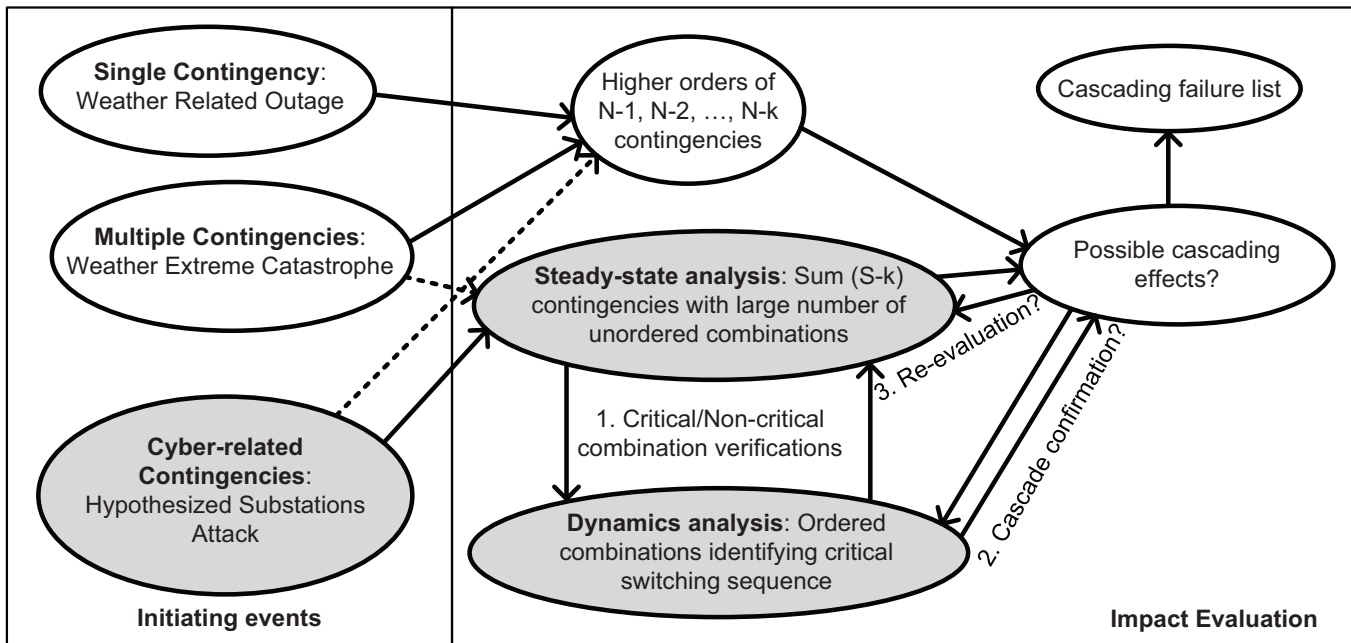 Single Contingency:
Weather Related Outage
Multiple Contingencies:
Weather Extreme Catastrophe
Cyber-related
Contingencies:
Hypothesized Substations
Attack
Initiating events
Higher orders of
N-1, N-2, …, N-k
contingencies
Cascading failure list
Possible cascading
effects?
Steady-state analysis: Sum (S-k)
contingencies with large number of
unordered combinations
3. Re-evaluation?
1. Critical/Non-critical
combination verifications
2. Cascade confirmation?
Dynamics analysis: Ordered
combinations identifying critical
switching sequence
Impact Evaluation